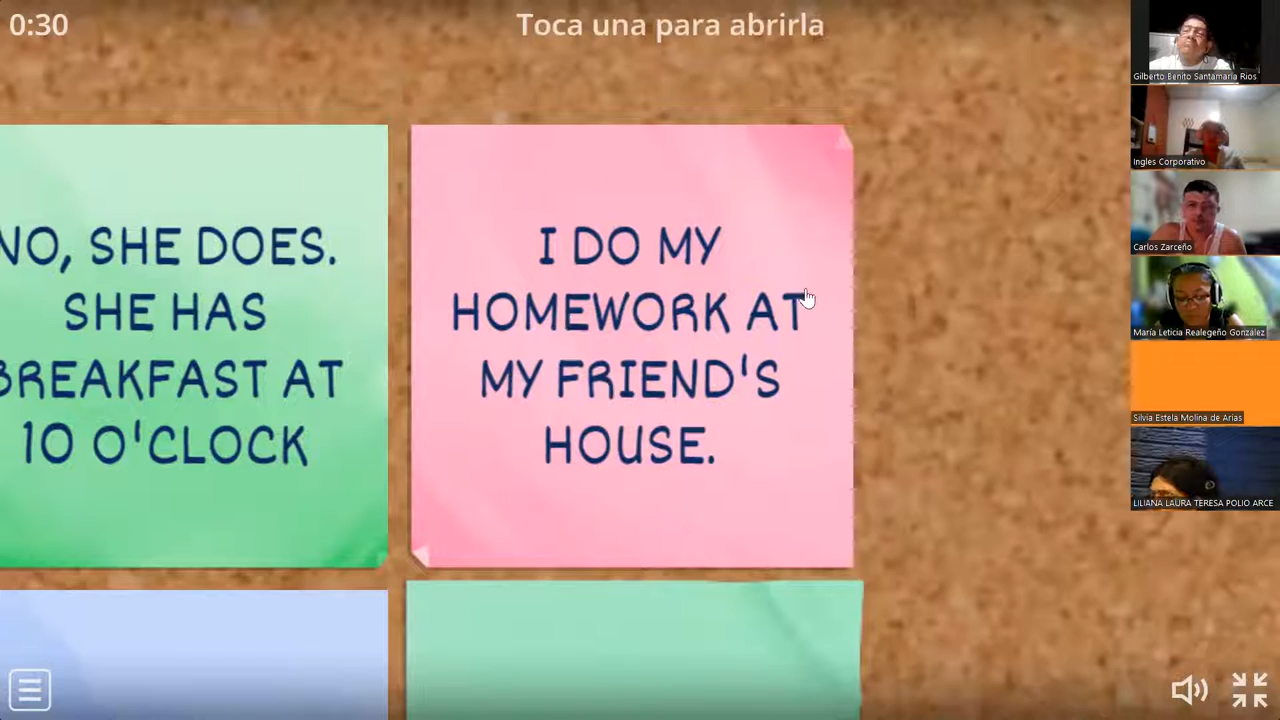 0:30
Toca una para abrirla
NO, SHE DOES.
SHE HAS
BREAKFAST AT
10 O'CLOCK
I DO MY
HOMEWORK AT
MY FRIEND'S
HOUSE.
Gilberto Benito Santamaria Rios
Ingles Corporativo
Carlos Zarceño
María Leticia Realegeño González
Silvia Estela Molina de Arias
LILIANA LAURA TERESA POLIO ARCE